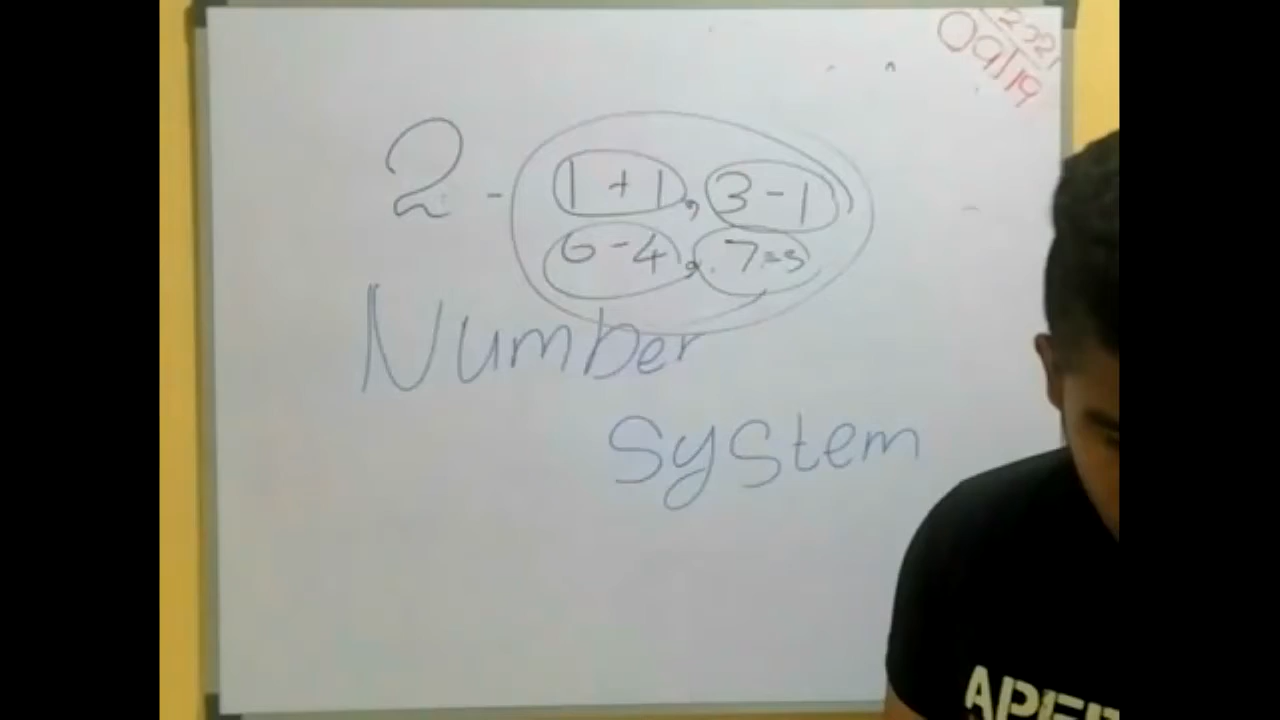 2021
09/19
2 - 1 + 1, 3 - 1
6 - 4, 7 = 5
Number
System